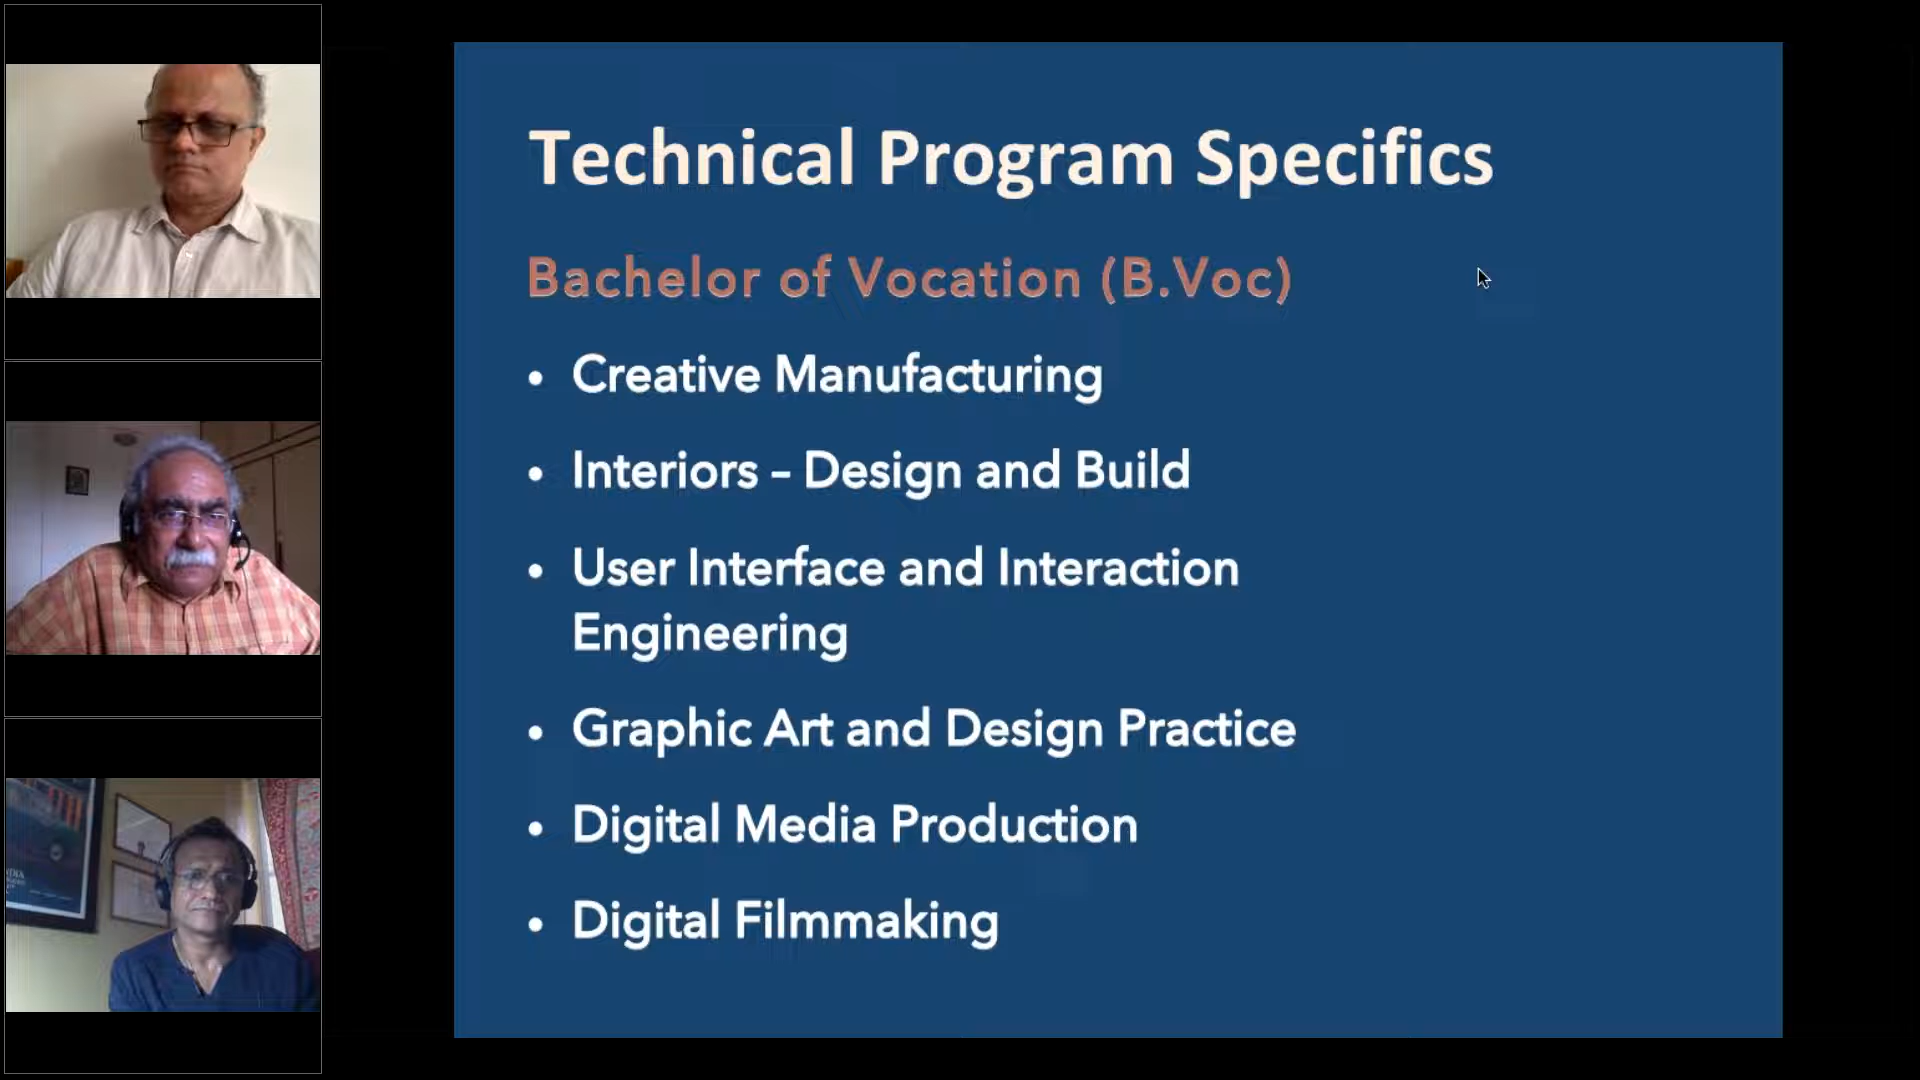 Technical Program Specifics
Bachelor of Vocation (B.Voc)
• Creative Manufacturing
• Interiors – Design and Build
• User Interface and Interaction
Engineering
• Graphic Art and Design Practice
• Digital Media Production
• Digital Filmmaking